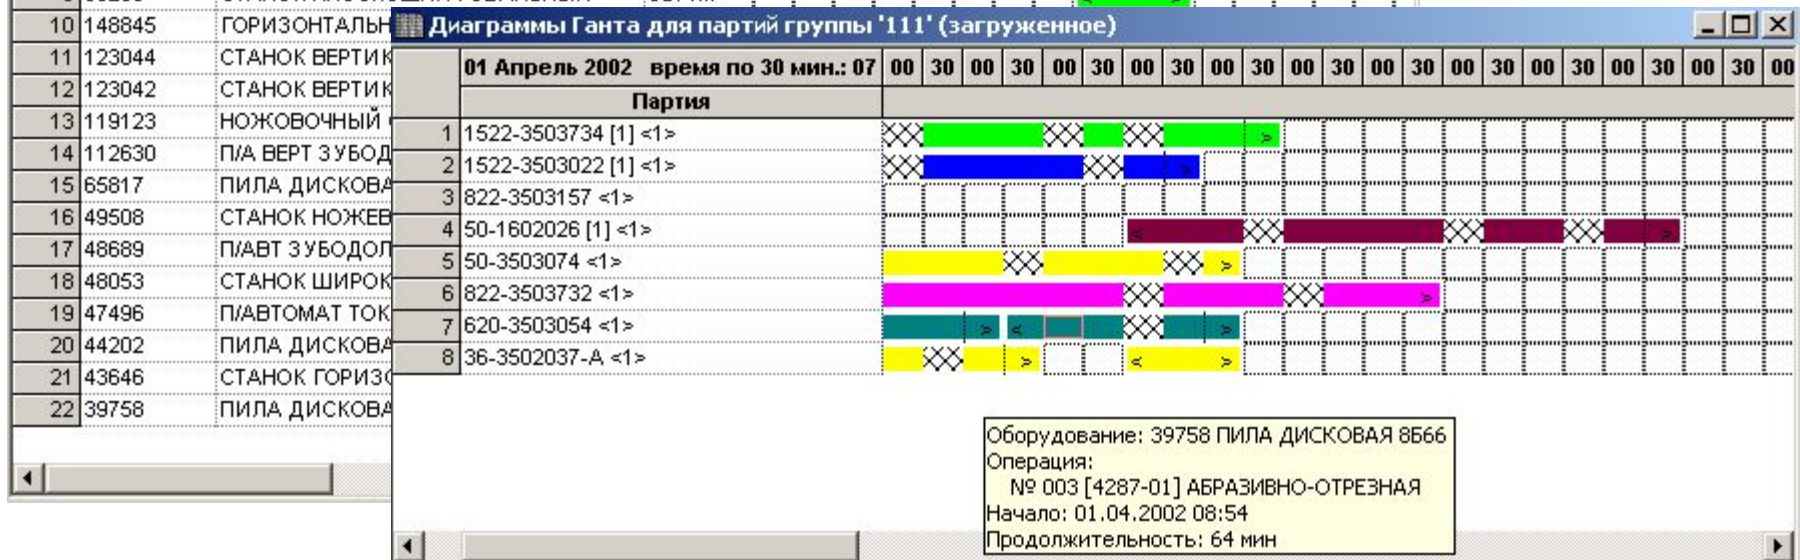 Диаграммы Ганта для партий группы '111' (загруженное)
01 Апрель 2002 время по 30 мин.: 07 00 30 00 30 00 30 00 30 00 30 00 30 00 30 00 30 00 30 00 30 00 30 00
Партия
1 1522-3503734 [1] <1>
2 1522-3503022 [1] <1>
3 822-3503157 <1>
4 50-1602026 [1] <1>
5 50-3503074 <1>
6 822-3503732 <1>
7 620-3503054 <1>
8 36-3502037-А <1>
10 148845 ГОРИЗОНТАЛЬН
11 123044 СТАНОК ВЕРТИК
12 123042 СТАНОК ВЕРТИК
13 119123 НОЖОВОЧНЫЙ
14 112630 П/А ВЕРТ ЗУБОД
15 65817 ПИЛА ДИСКОВА
16 49508 СТАНОК НОЖЕВ
17 48689 П/АВТ ЗУБОДОЛ
18 48053 СТАНОК ШИРОК
19 47496 П/АВТОМАТ ТОК
20 44202 ПИЛА ДИСКОВА
21 43646 СТАНОК ГОРИЗО
22 39758 ПИЛА ДИСКОВА
Оборудование: 39758 ПИЛА ДИСКОВАЯ 8Б66
Операция:
№ 003 [4287-01] АБРАЗИВНО-ОТРЕЗНАЯ
Начало: 01.04.2002 08:54
Продолжительность: 64 мин